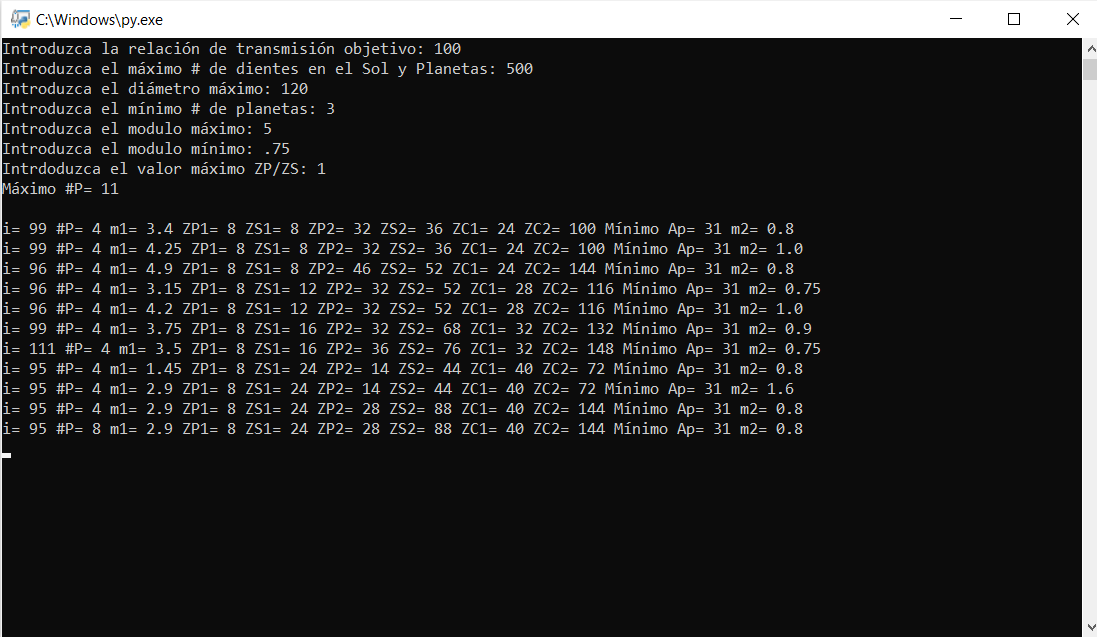 C:\Windows\py.exe
Introduzca la relación de transmisión objetivo: 100
Introduzca el máximo # de dientes en el Sol y Planetas: 500
Introduzca el diámetro máximo: 120
Introduzca el mínimo # de planetas: 3
Introduzca el modulo máximo: 5
Introduzca el modulo mínimo: .75
Intrdoduzca el valor máximo ZP/ZS: 1
Máximo #P= 11
i= 99 #P= 4 m1= 3.4 ZP1= 8 ZS1= 8 ZP2= 32 ZS2= 36 ZC1= 24 ZC2= 100 Mínimo Ap= 31 m2= 0.8
i= 99 #P= 4 m1= 4.25 ZP1= 8 ZS1= 8 ZP2= 32 ZS2= 36 ZC1= 24 ZC2= 100 Mínimo Ap= 31 m2= 1.0
i= 96 #P= 4 m1= 4.9 ZP1= 8 ZS1= 8 ZP2= 46 ZS2= 52 ZC1= 24 ZC2= 144 Mínimo Ap= 31 m2= 0.8
i= 96 #P= 4 m1= 3.15 ZP1= 8 ZS1= 12 ZP2= 32 ZS2= 52 ZC1= 28 ZC2= 116 Mínimo Ap= 31 m2= 0.75
i= 96 #P= 4 m1= 4.2 ZP1= 8 ZS1= 12 ZP2= 32 ZS2= 52 ZC1= 28 ZC2= 116 Mínimo Ap= 31 m2= 1.0
i= 99 #P= 4 m1= 3.75 ZP1= 8 ZS1= 16 ZP2= 32 ZS2= 68 ZC1= 32 ZC2= 132 Mínimo Ap= 31 m2= 0.9
i= 111 #P= 4 m1= 3.5 ZP1= 8 ZS1= 16 ZP2= 36 ZS2= 76 ZC1= 32 ZC2= 148 Mínimo Ap= 31 m2= 0.75
i= 95 #P= 4 m1= 1.45 ZP1= 8 ZS1= 24 ZP2= 14 ZS2= 44 ZC1= 40 ZC2= 72 Mínimo Ap= 31 m2= 0.8
i= 95 #P= 4 m1= 2.9 ZP1= 8 ZS1= 24 ZP2= 14 ZS2= 44 ZC1= 40 ZC2= 72 Mínimo Ap= 31 m2= 1.6
i= 95 #P= 4 m1= 2.9 ZP1= 8 ZS1= 24 ZP2= 28 ZS2= 88 ZC1= 40 ZC2= 144 Mínimo Ap= 31 m2= 0.8
i= 95 #P= 8 m1= 2.9 ZP1= 8 ZS1= 24 ZP2= 28 ZS2= 88 ZC1= 40 ZC2= 144 Mínimo Ap= 31 m2= 0.8